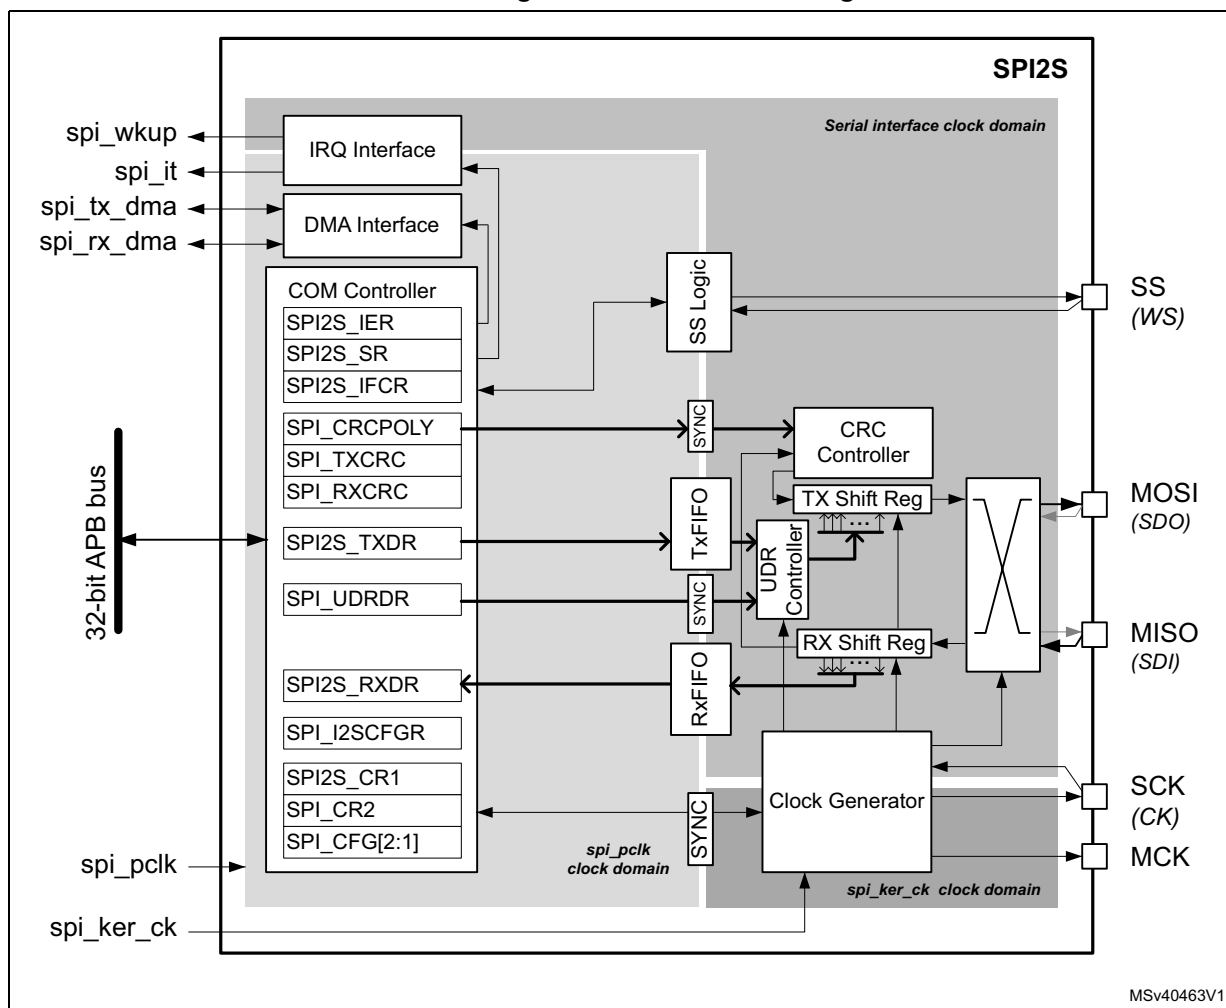 SPI2S
Serial interface clock domain
spi_wkup
spi_it
spi_tx_dma
spi_rx_dma
IRQ Interface
DMA Interface
COM Controller
SPI2S_IER
SPI2S_SR
SPI2S_IFCR
SPI_CRCPOLY
SPI_TXCRC
SPI_RXCRC
SPI2S_TXDR
SPI_UDRDR
SPI2S_RXDR
SPI_I2SCFGR
SPI2S_CR1
SPI_CR2
SPI_CFG[2:1]
32-bit APB bus
spi_pclk
spi_ker_ck
SS Logic
SYNC
TxFIFO
SYNC
RxFIFO
SYNC
spi_pclk
clock domain
CRC
Controller
TX Shift Reg
...
UDR
Controller
RX Shift Reg
...
Clock Generator
spi_ker_ck clock domain
SS
(WS)
MOSI
(SDO)
MISO
(SDI)
SCK
(CK)
MCK
MSv40463V1